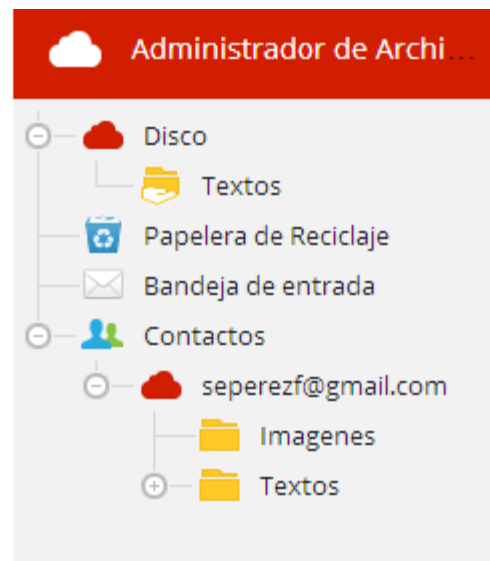 Administrador de Archi...
Disco
Textos
Papelera de Reciclaje
Bandeja de entrada
Contactos
seperezf@gmail.com
Imagenes
Textos